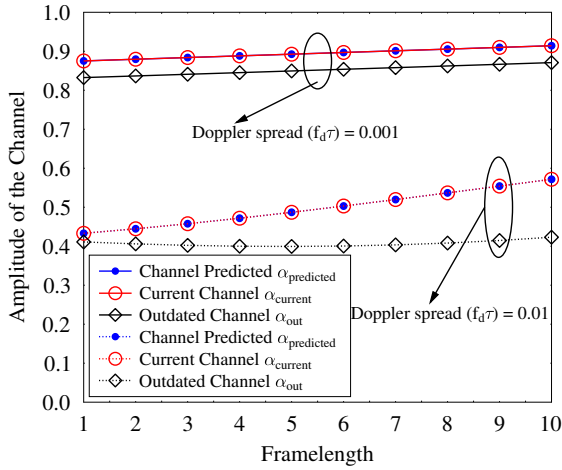 Amplitude of the Channel
1.0
0.9
0.8
0.7
0.6
0.5
0.4
0.3
0.2
0.1
0.0
Doppler spread (f_dτ) = 0.001
Doppler spread (f_dτ) = 0.01
Channel Predicted α_predicted
Current Channel α_current
Outdated Channel α_out
Channel Predicted α_predicted
Current Channel α_current
Outdated Channel α_out
1 2 3 4 5 6 7 8 9 10
Framelength